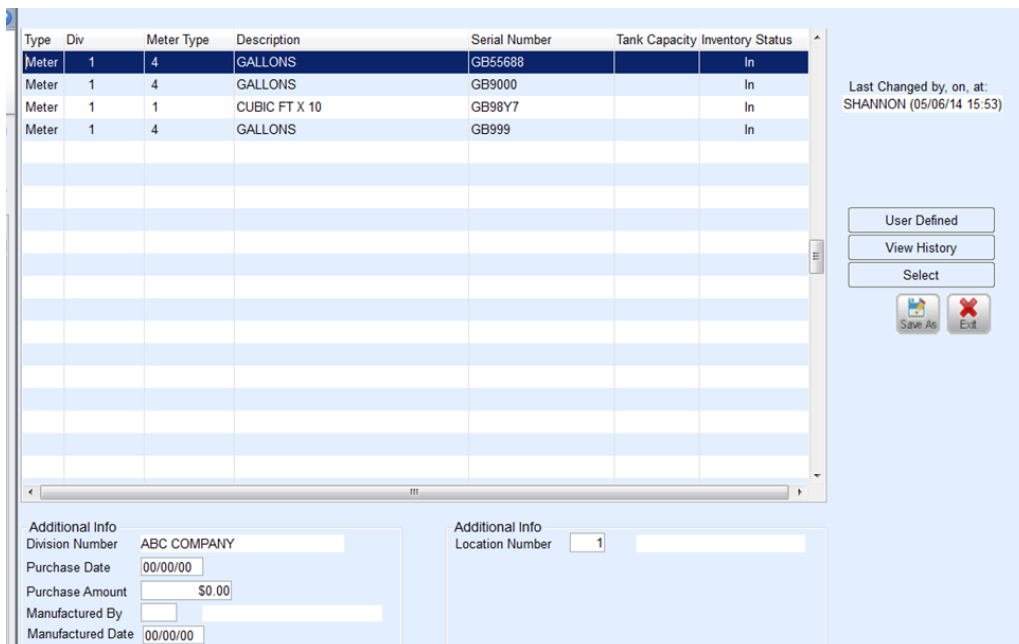 Type Div Meter Type Description Serial Number Tank Capacity Inventory Status
Meter 1 4 GALLONS GB55688 In
Meter 1 4 GALLONS GB9000 In
Meter 1 1 CUBIC FT X 10 GB98Y7 In
Meter 1 4 GALLONS GB999 In
Last Changed by, on, at:
SHANNON (05/06/14 15:53)
User Defined
View History
Select
Save As Exit
Additional Info
Division Number ABC COMPANY
Purchase Date 00/00/00
Purchase Amount $0.00
Manufactured By
Manufactured Date 00/00/00
Additional Info
Location Number 1